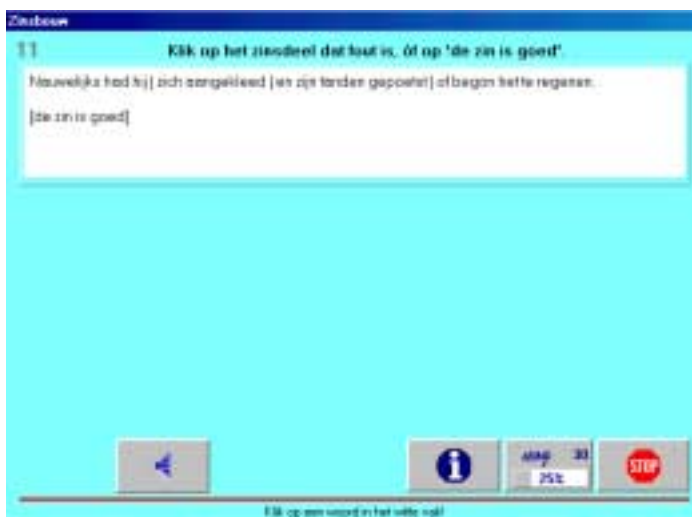 Zinsbouw
11
Klik op het zinsdeel dat fout is, óf op 'de zin is goed'.
Nauwelijks had hij| zich aangekleed |en zijn tanden gepoetst| of begon het te regenen.
[de zin is goed]
30
25%
STOP
Klik op een woord in het witte vak!